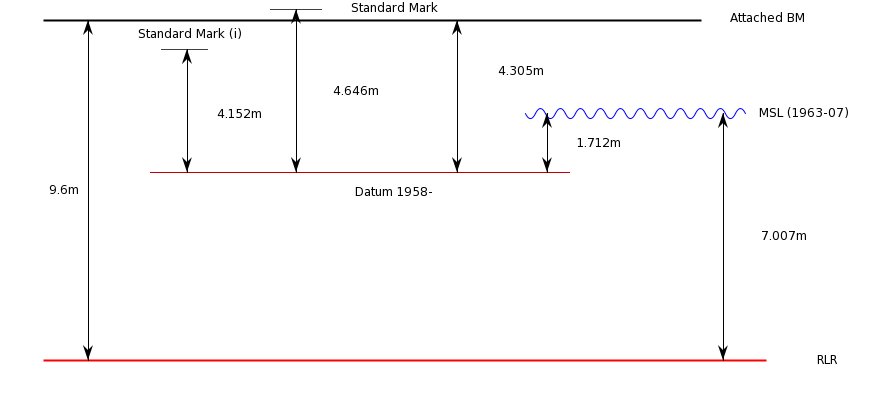 Standard Mark
Attached BM
Standard Mark (i)
4.305m
4.646m
4.152m
MSL (1963-07)
1.712m
9.6m
Datum 1958-
7.007m
RLR